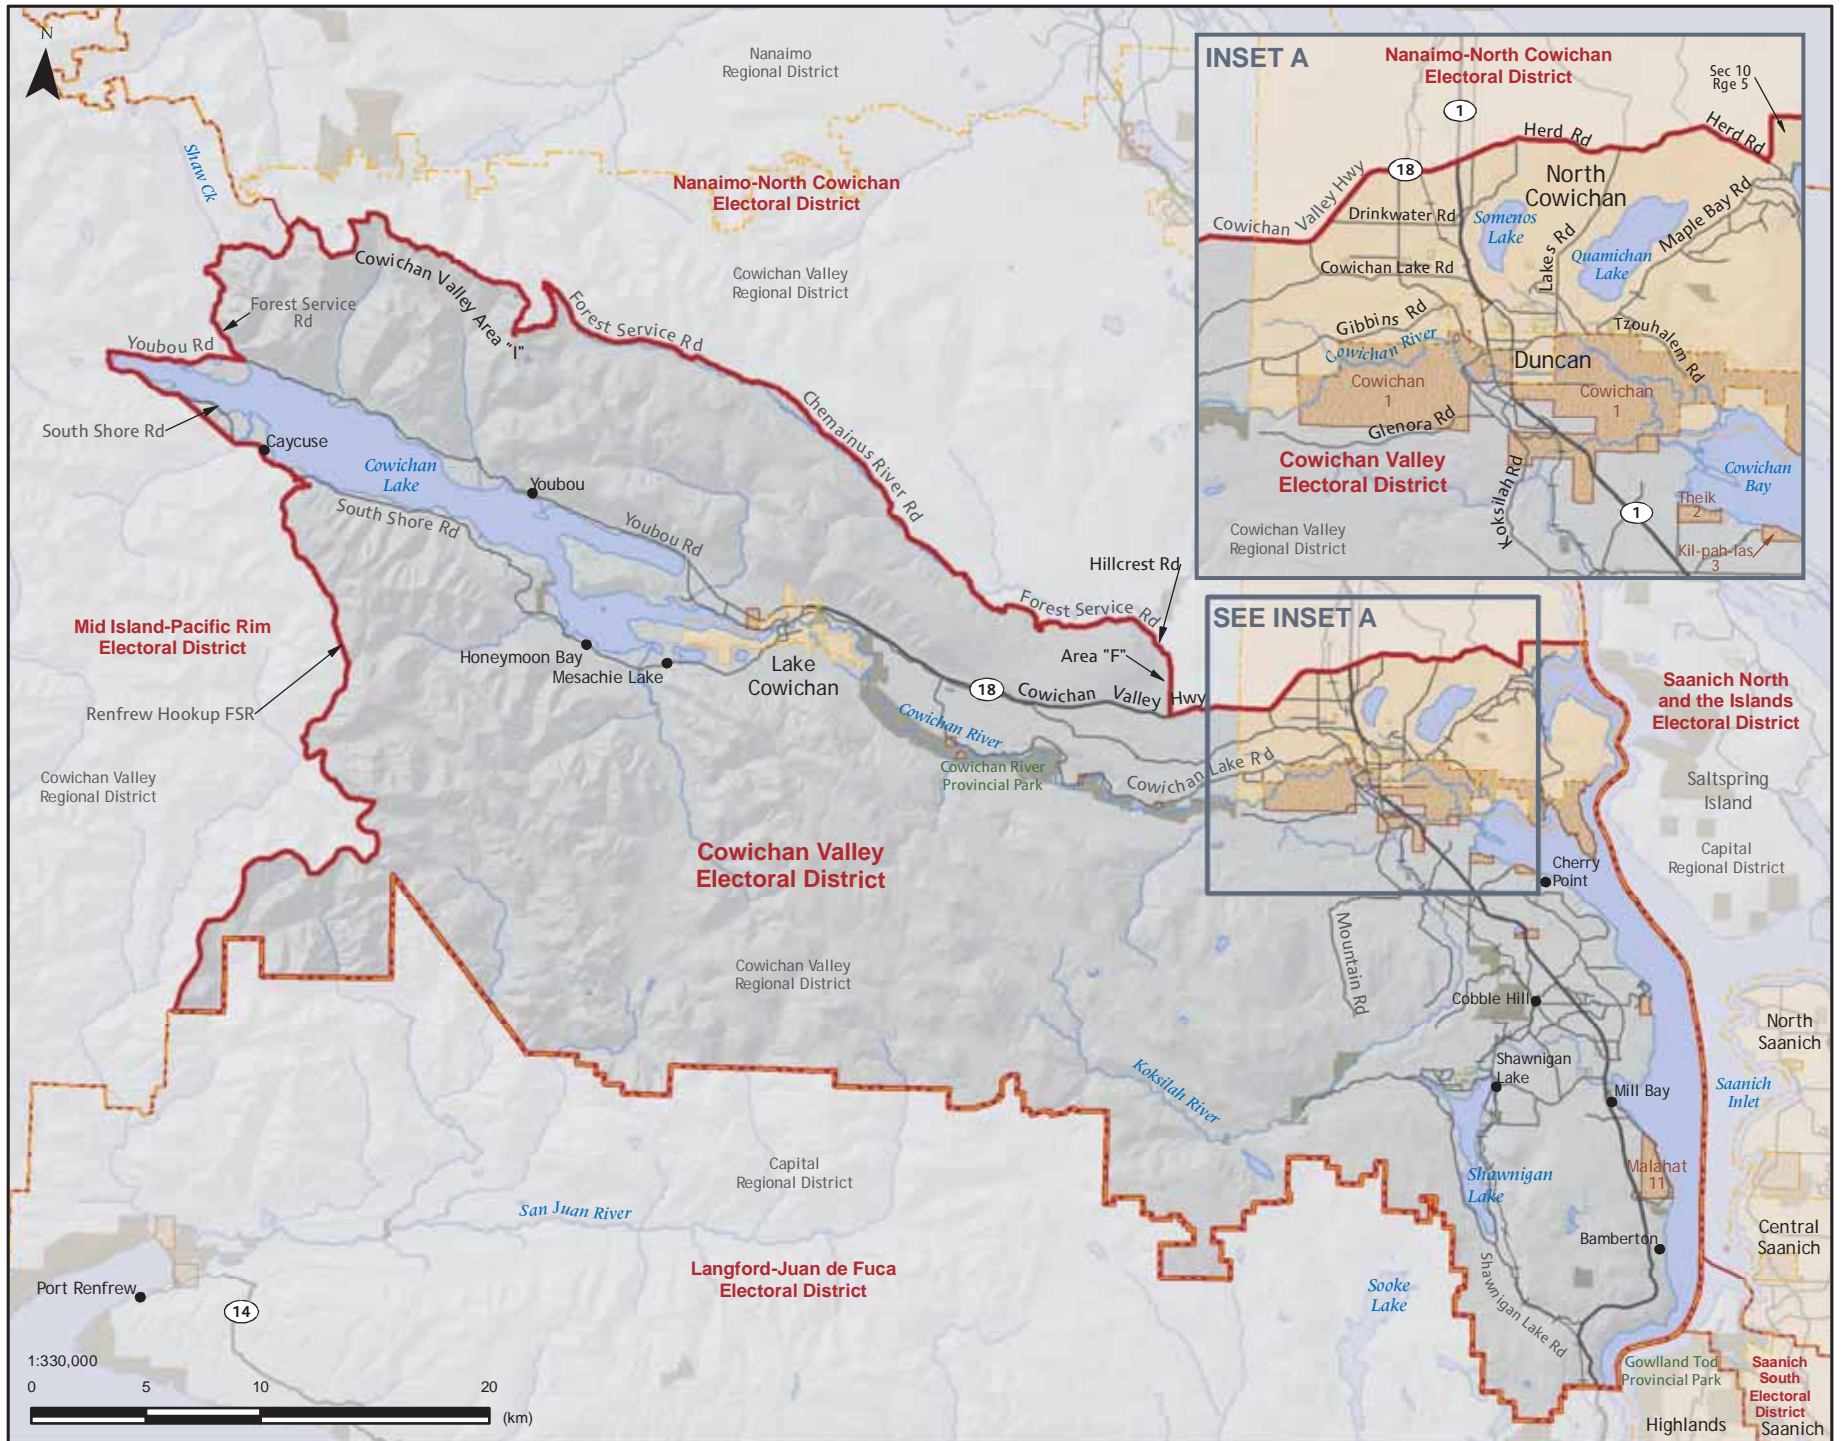 N
Nanaimo
Regional District
Shaw Ck
Nanaimo-North Cowichan
Electoral District
Cowichan Valley
Regional District
Cowichan Valley Area "I"
Forest Service
Rd
Forest Service Rd
Youbou Rd
South Shore Rd
Caycuse
Cowichan
Lake
Youbou
Youbou Rd
South Shore Rd
Chemainus River Rd
Hillcrest Rd
Forest Service Rd
Area "F"
Mid Island-Pacific Rim
Electoral District
Renfrew Hookup FSR
Honeymoon Bay
Mesachie Lake
Lake
Cowichan
18
Cowichan Valley Hwy
Cowichan River
Cowichan River
Provincial Park
Cowichan Lake Rd
Cowichan Valley
Regional District
Cowichan Valley
Electoral District
Cowichan Valley
Regional District
INSET A
Nanaimo-North Cowichan
Electoral District
Sec 10
Rge 5
1
Herd Rd
Herd Rd
18
Cowichan Valley Hwy
North
Cowichan
Drinkwater Rd
Somenos
Lake
Lakes Rd
Quamichan
Lake
Maple Bay Rd
Cowichan Lake Rd
Gibbins Rd
Cowichan River
Tzouhalem Rd
Duncan
Cowichan
1
Cowichan
1
Glenora Rd
Cowichan Valley
Electoral District
Koksilah Rd
Cowichan
Bay
Theik
2
1
Cowichan Valley
Regional District
Kil-pah-las
3
SEE INSET A
Saanich North
and the Islands
Electoral District
Saltspring
Island
Capital
Regional District
Cherry
Point
Mountain Rd
Cobble Hill
North
Saanich
Shawnigan
Lake
Mill Bay
Saanich
Inlet
Koksilah River
Malahat
11
Shawnigan
Lake
Central
Saanich
Bamberton
Capital
Regional District
San Juan River
Langford-Juan de Fuca
Electoral District
Sooke
Lake
Shawnigan Lake Rd
Port Renfrew
14
Gowlland Tod
Provincial Park
Saanich
South
Electoral
District
Highlands
Saanich
1:330,000
0 5 10 20
(km)